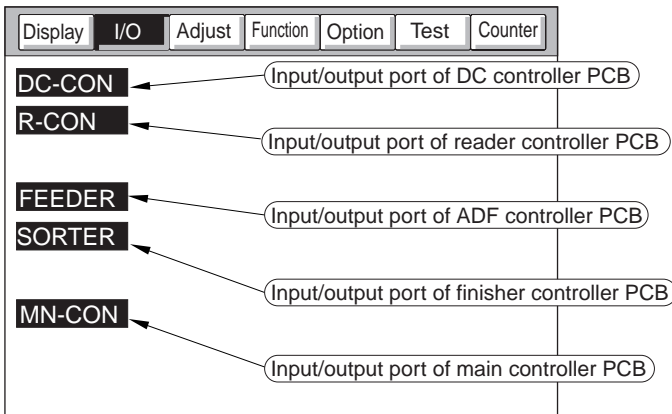 Display I/O Adjust Function Option Test Counter
DC-CON
Input/output port of DC controller PCB
R-CON
Input/output port of reader controller PCB
FEEDER
Input/output port of ADF controller PCB
SORTER
Input/output port of finisher controller PCB
MN-CON
Input/output port of main controller PCB